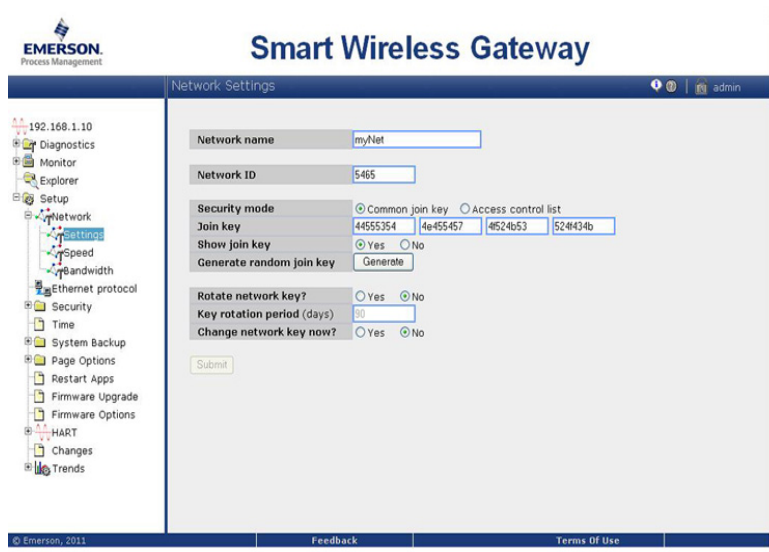 EMERSON.
Process Management
Smart Wireless Gateway
Network Settings
admin
192.168.1.10
Diagnostics
Monitor
Explorer
Setup
Network
Settings
Speed
Bandwidth
Ethernet protocol
Security
Time
System Backup
Page Options
Restart Apps
Firmware Upgrade
Firmware Options
HART
Changes
Trends
Network name myNet
Network ID 5465
Security mode Common join key Access control list
Join key 44555354 4e455457 4f524b53 524f434b
Show join key Yes No
Generate random join key Generate
Rotate network key? Yes No
Key rotation period (days) 90
Change network key now? Yes No
Submit
© Emerson, 2011 Feedback Terms Of Use